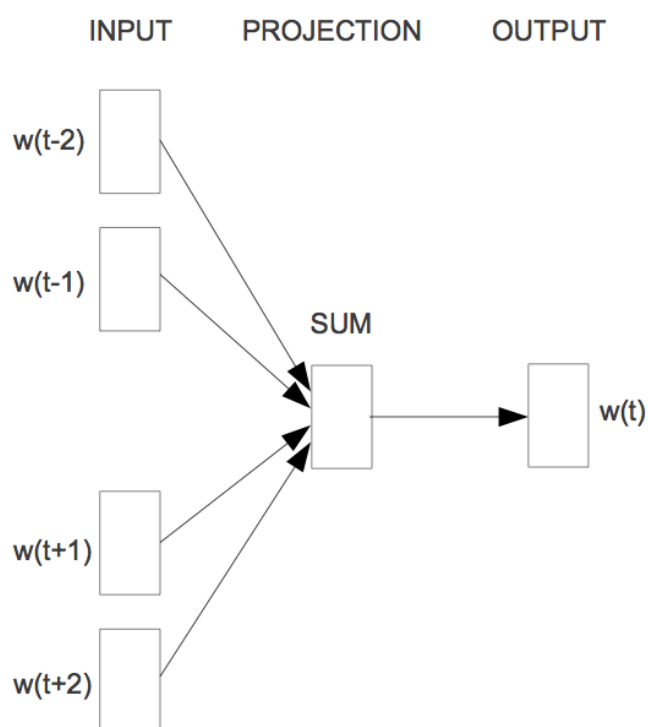 INPUT PROJECTION OUTPUT
w(t-2)
w(t-1)
SUM
w(t)
w(t+1)
w(t+2)